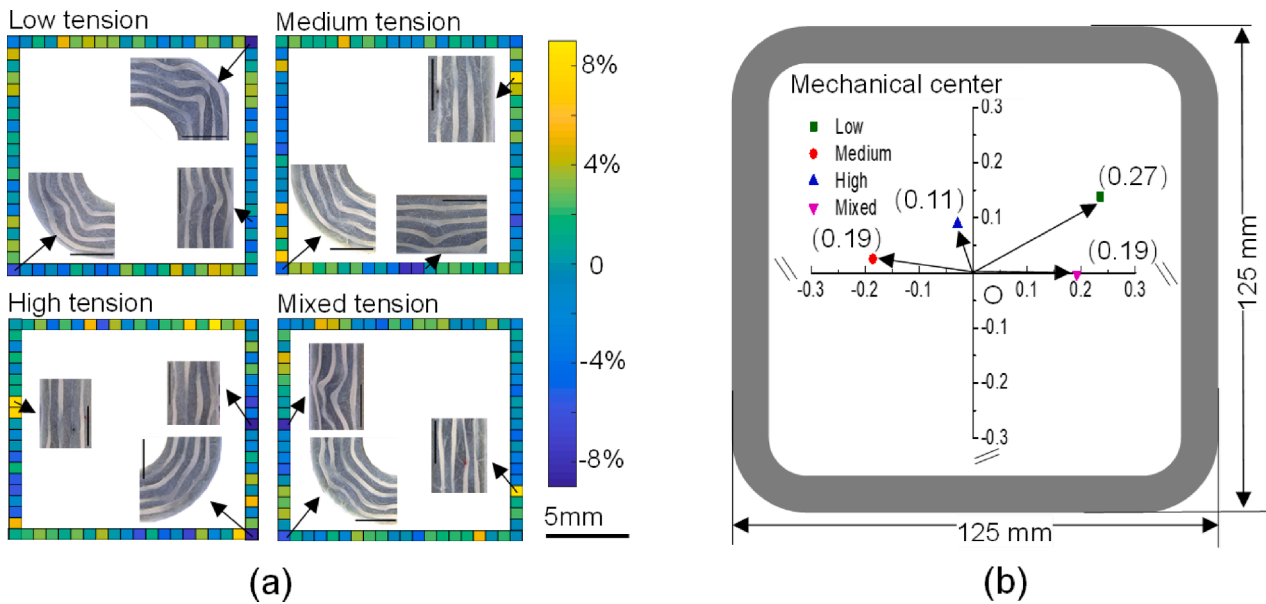 Low tension
Medium tension
High tension
Mixed tension
8%
4%
0
-4%
-8%
5mm
(a)
Mechanical center
Low
Medium
High
Mixed
0.3
0.2
0.1
-0.1
-0.2
-0.3
-0.3
-0.2
-0.1
0.1
0.2
0.3
O
(0.27)
(0.11)
(0.19)
(0.19)
125 mm
125 mm
(b)